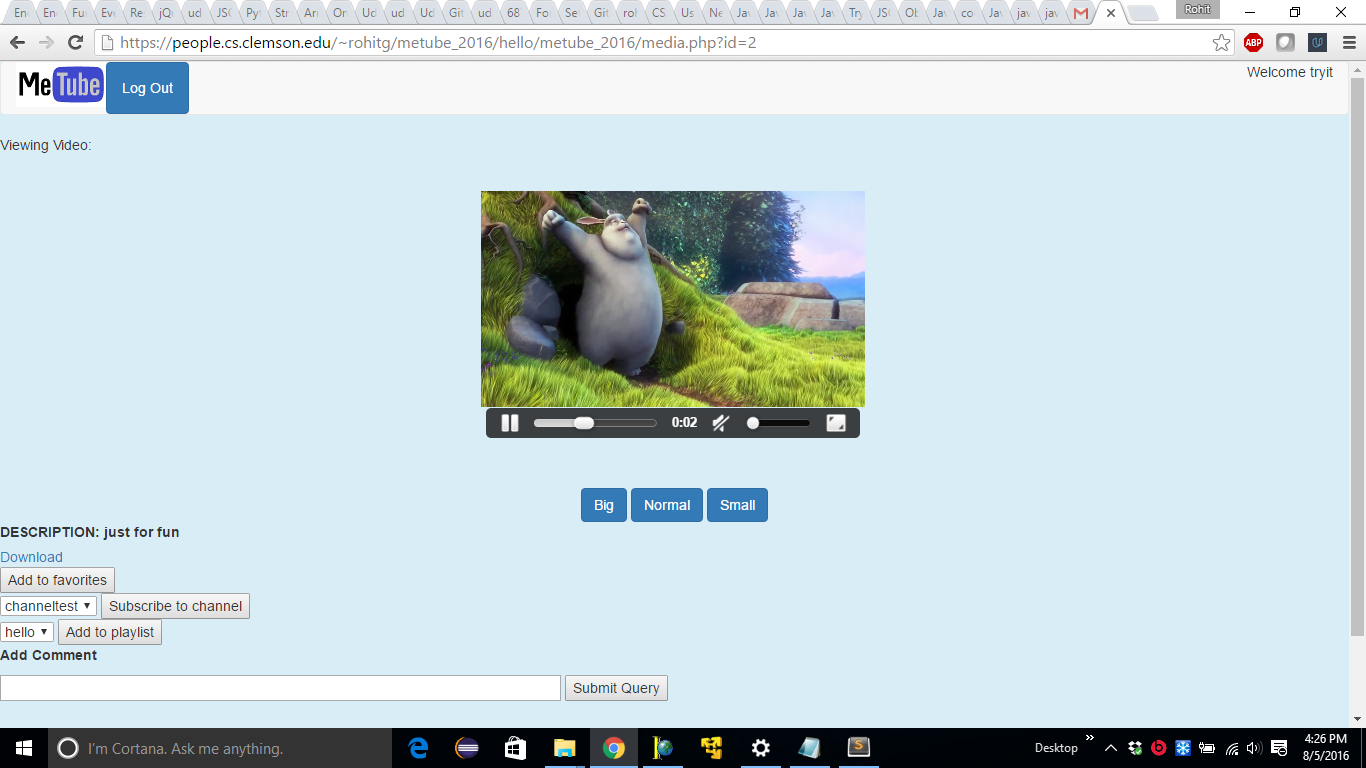 En En Fu Eve Re jQ ud JSO Py Str Arr On Ud ud Ud Git ud 68 Fo Se Git rol CS Us Ne Jav Jav Jav Jav Try JSO Ob Jav co Jav jav jav Rohit
https://people.cs.clemson.edu/~rohitg/metube_2016/hello/metube_2016/media.php?id=2
ABP
MeTube Log Out Welcome tryit
Viewing Video:
0:02
Big Normal Small
DESCRIPTION: just for fun
Download
Add to favorites
channeltest Subscribe to channel
hello Add to playlist
Add Comment
Submit Query
I'm Cortana. Ask me anything. Desktop 4:26 PM
8/5/2016